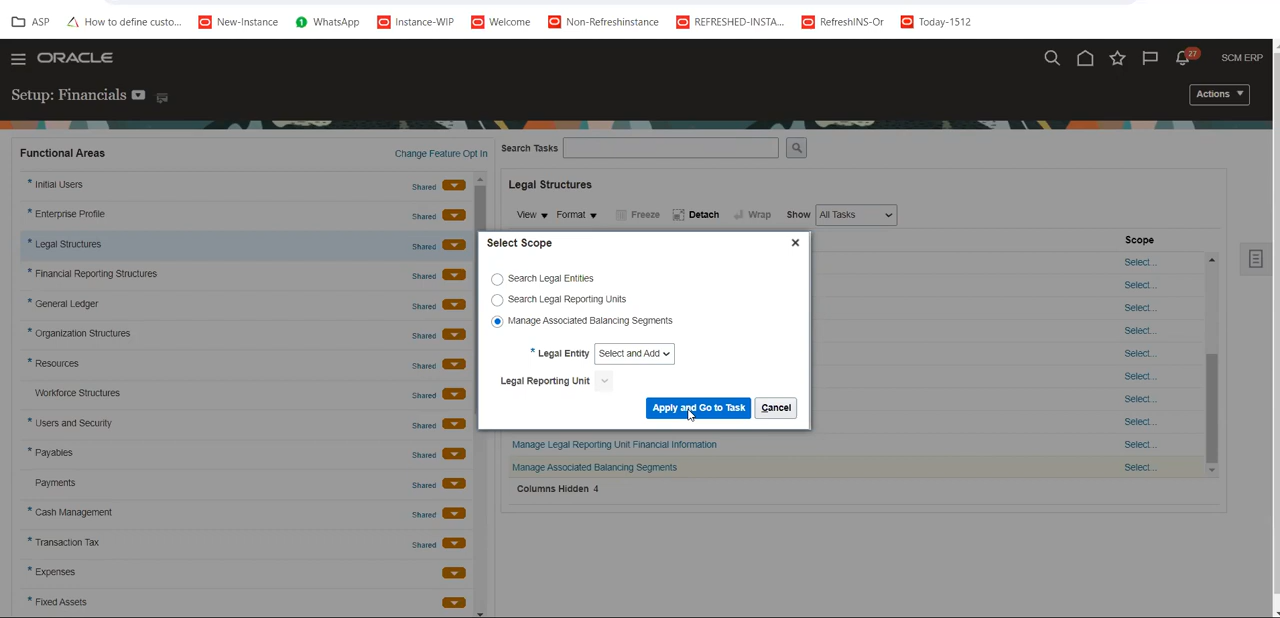 ASP
How to define custo...
New-Instance
1 WhatsApp
Instance-WIP
Welcome
Non-Refreshinstance
REFRESHED-INSTA...
RefreshINS-Or
Today-1512
ORACLE
27
SCM ERP
Setup: Financials
Actions
Functional Areas
Change Feature Opt In
* Initial Users Shared
* Enterprise Profile Shared
* Legal Structures Shared
* Financial Reporting Structures Shared
* General Ledger Shared
* Organization Structures Shared
* Resources Shared
Workforce Structures Shared
* Users and Security Shared
* Payables Shared
Payments Shared
* Cash Management Shared
* Transaction Tax Shared
* Expenses
* Fixed Assets
Search Tasks
Legal Structures
View Format Freeze Detach Wrap Show All Tasks
Scope
Select...
Select...
Select...
Select...
Select...
Select...
Select...
Select...
Manage Legal Reporting Unit Financial Information Select...
Manage Associated Balancing Segments Select...
Columns Hidden 4
Select Scope
Search Legal Entities
Search Legal Reporting Units
Manage Associated Balancing Segments
* Legal Entity Select and Add
Legal Reporting Unit
Apply and Go to Task Cancel